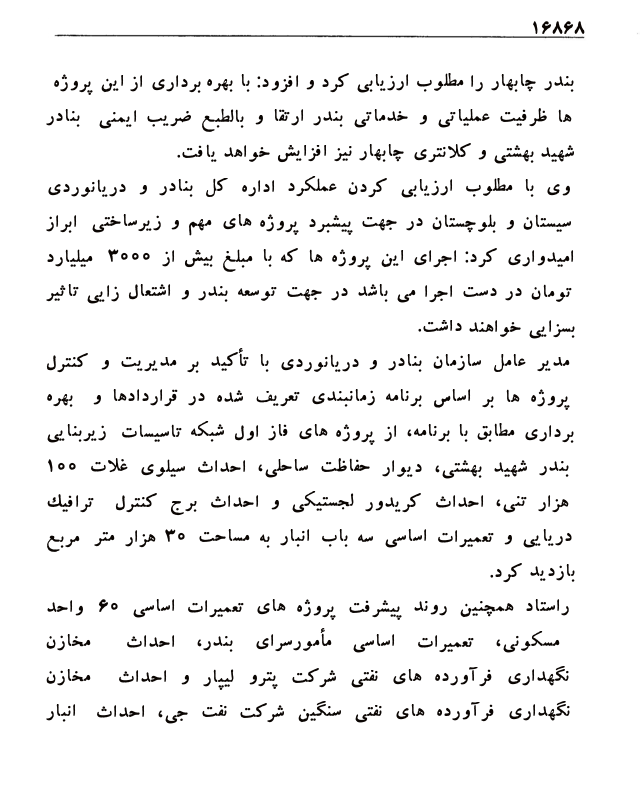 ۱۶۸۶۸
بندر چابهار را مطلوب ارزیابی کرد و افزود: با بهره برداری از این پروژه
ها ظرفیت عملیاتی و خدماتی بندر ارتقا و بالطبع ضریب ایمنی بنادر
شهید بهشتی و کلانتری چابهار نیز افزایش خواهد یافت.
وی با مطلوب ارزیابی کردن عملکرد اداره کل بنادر و دریانوردی
سیستان و بلوچستان در جهت پیشبرد پروژه های مهم و زیرساختی ابراز
امیدواری کرد: اجرای این پروژه ها که با مبلغ بیش از ۳۰۰۰ میلیارد
تومان در دست اجرا می باشد در جهت توسعه بندر و اشتعال زایی تاثیر
بسزایی خواهند داشت.
مدیر عامل سازمان بنادر و دریانوردی با تأکید بر مدیریت و کنترل
پروژه ها بر اساس برنامه زمانبندی تعریف شده در قراردادها و بهره
برداری مطابق با برنامه، از پروژه های فاز اول شبکه تاسیسات زیربنایی
بندر شهید بهشتی، دیوار حفاظت ساحلی، احداث سیلوی غلات ۱۰۰
هزار تنی، احداث کریدور لجستیکی و احداث برج کنترل ترافیك
دریایی و تعمیرات اساسی سه باب انبار به مساحت ۳۰ هزار متر مربع
بازدید کرد.
راستاد همچنین روند پیشرفت پروژه های تعمیرات اساسی ۶۰ واحد
مسکونی، تعمیرات اساسی مأمورسرای بندر، احداث مخازن
نگهداری فرآورده های نفتی شرکت پترو لیپار و احداث مخازن
نگهداری فرآورده های نفتی سنگین شرکت نفت جی، احداث انبار